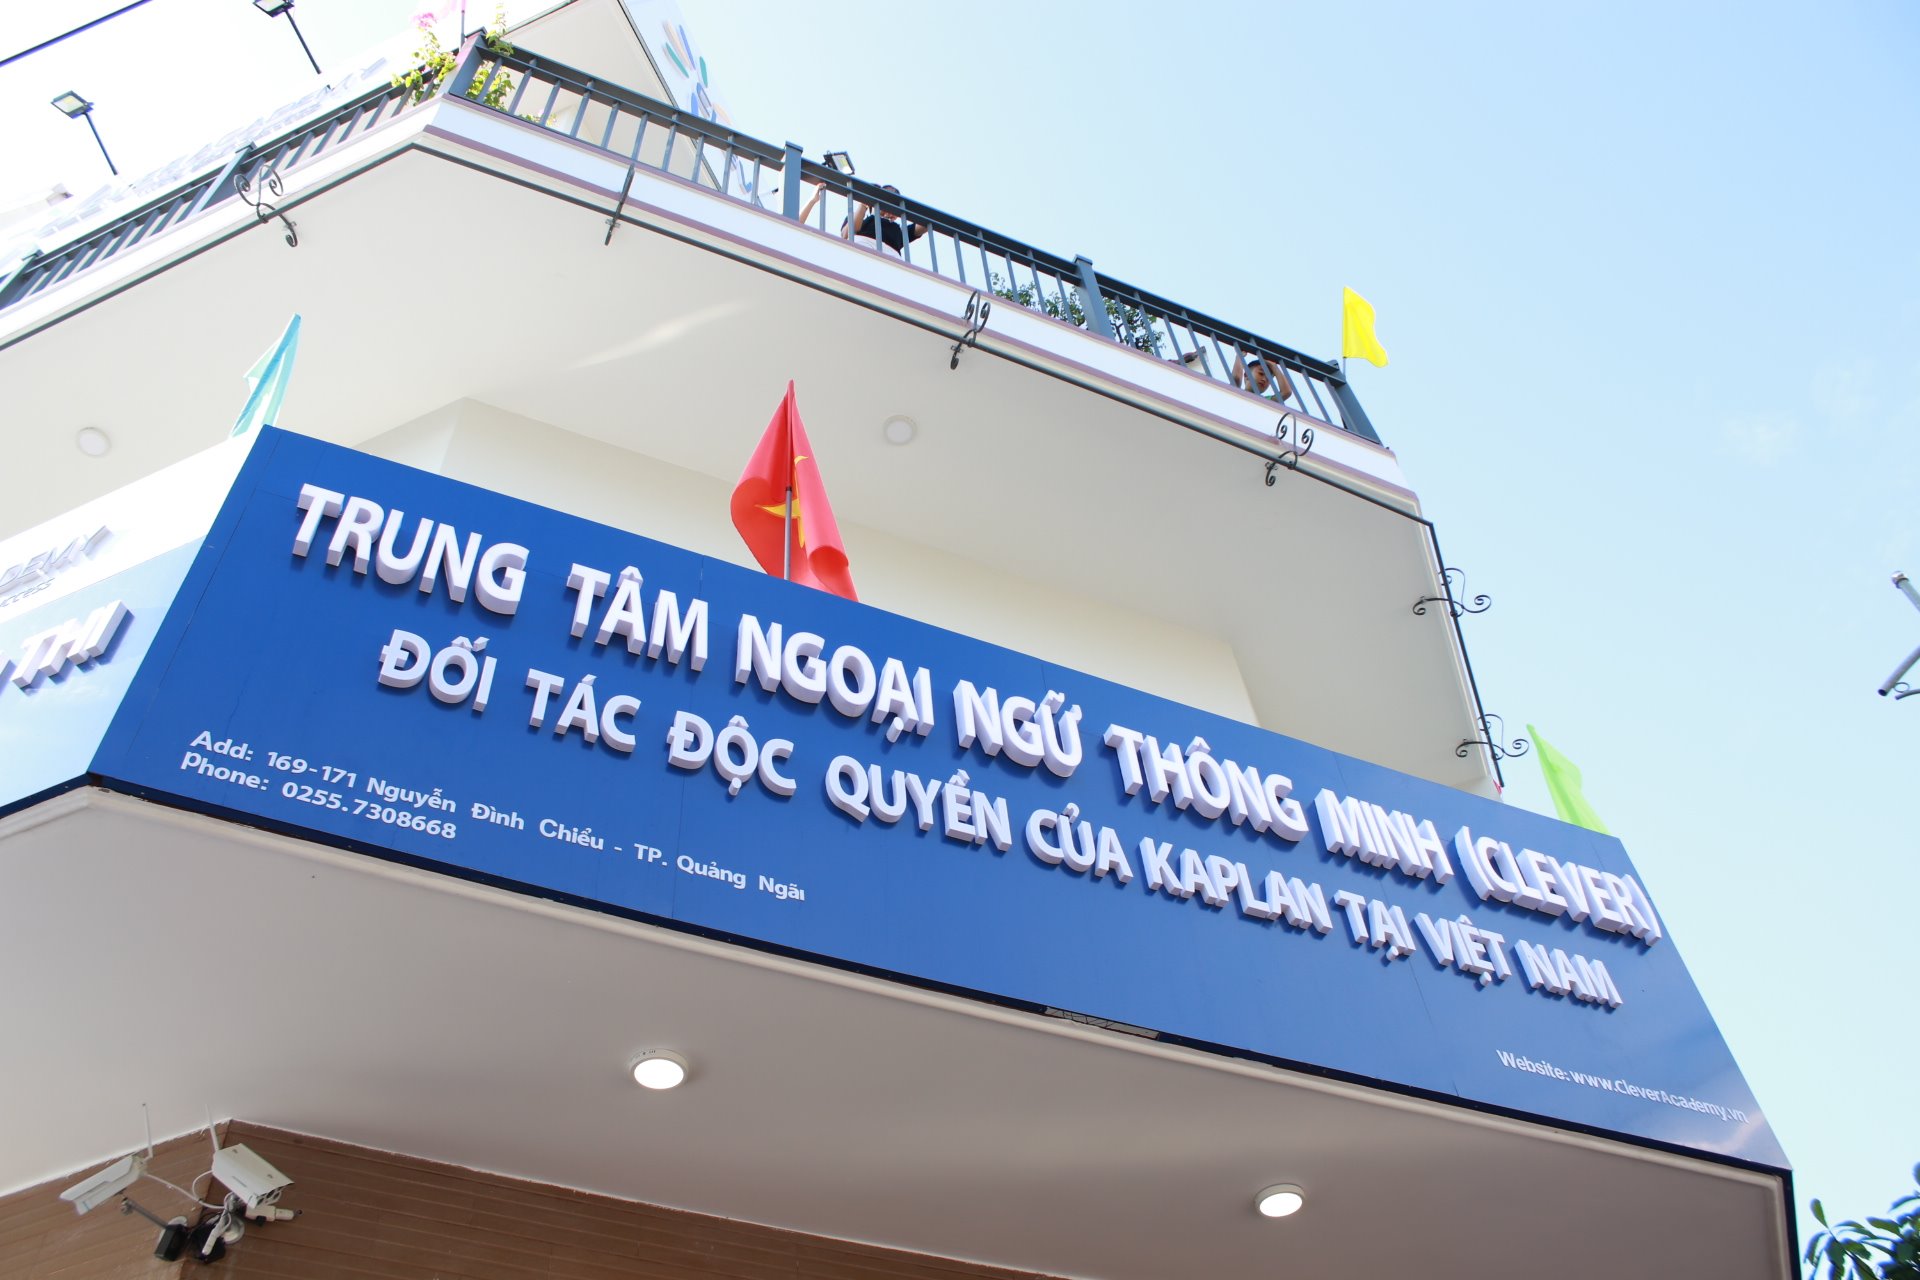 TRUNG TÂM NGOẠI NGỮ THÔNG MINH (CLEVER)
ĐỐI TÁC ĐỘC QUYỀN CỦA KAPLAN TẠI VIỆT NAM
Add: 169-171 Nguyễn Đình Chiểu - TP. Quảng Ngãi
Phone: 0255.7308668
Website: www.CleverAcademy.vn
THI